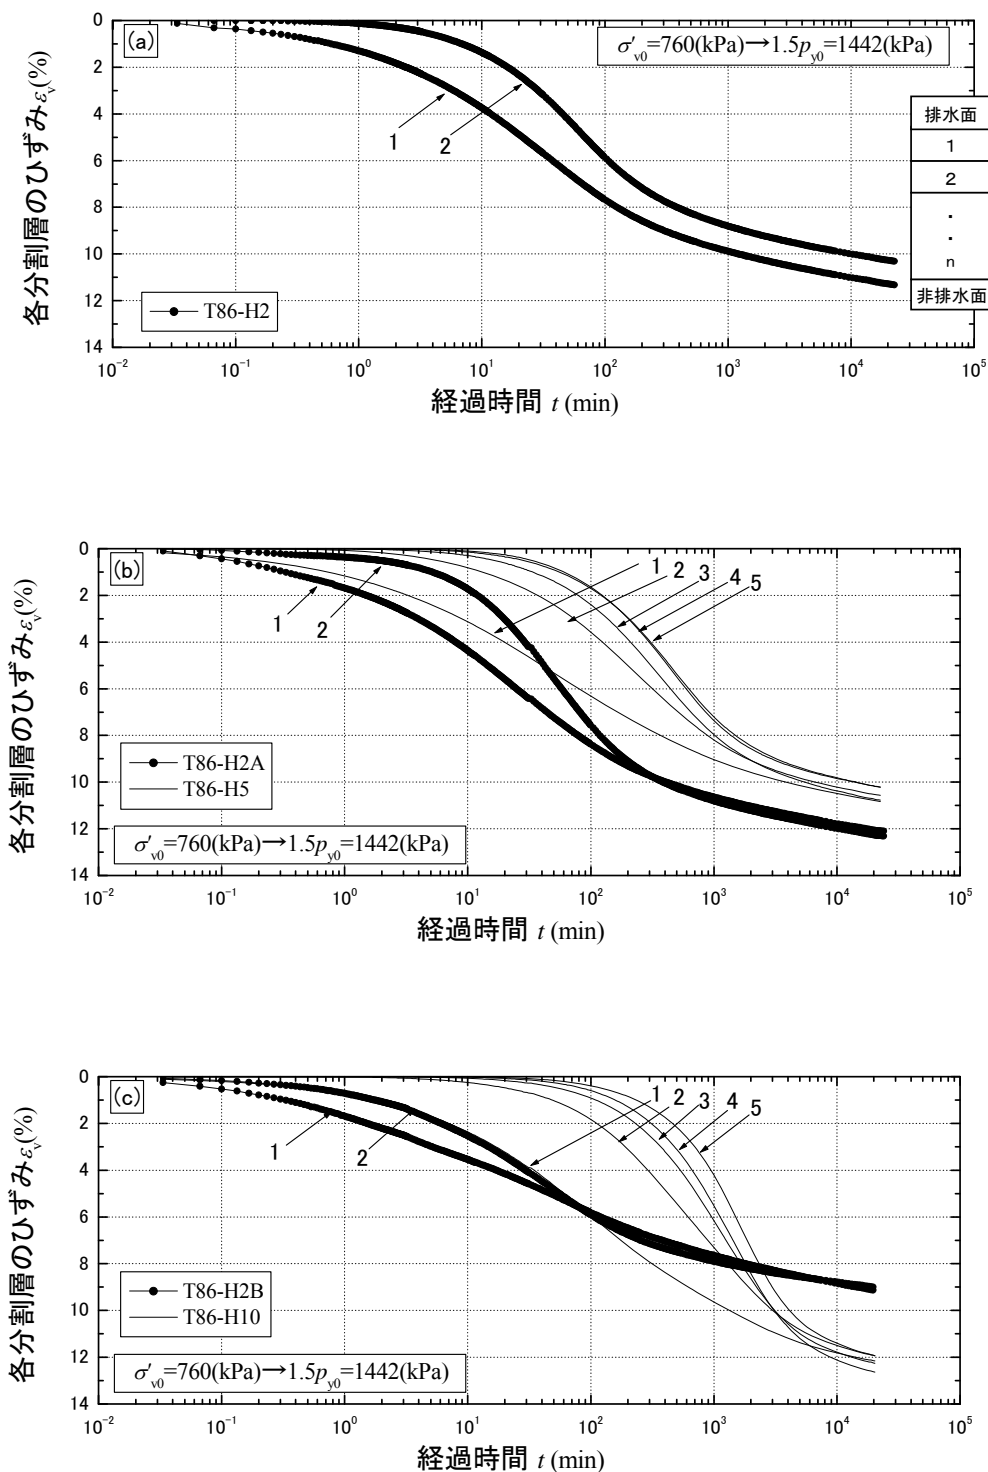 (a)
σ′v0=760(kPa)→1.5py0=1442(kPa)
各分割層のひずみεv(%)
0
2
4
6
8
10
12
14
1
2
排水面
1
2
・
・
n
非排水面
T86-H2
10⁻² 10⁻¹ 10⁰ 10¹ 10² 10³ 10⁴ 10⁵
経過時間 t (min)
(b)
各分割層のひずみεv(%)
0
2
4
6
8
10
12
14
1 2 3 4 5
1 2
T86-H2A
T86-H5
σ′v0=760(kPa)→1.5py0=1442(kPa)
10⁻² 10⁻¹ 10⁰ 10¹ 10² 10³ 10⁴ 10⁵
経過時間 t (min)
(c)
各分割層のひずみεv(%)
0
2
4
6
8
10
12
14
1 2 3 4 5
1 2
T86-H2B
T86-H10
σ′v0=760(kPa)→1.5py0=1442(kPa)
10⁻² 10⁻¹ 10⁰ 10¹ 10² 10³ 10⁴ 10⁵
経過時間 t (min)